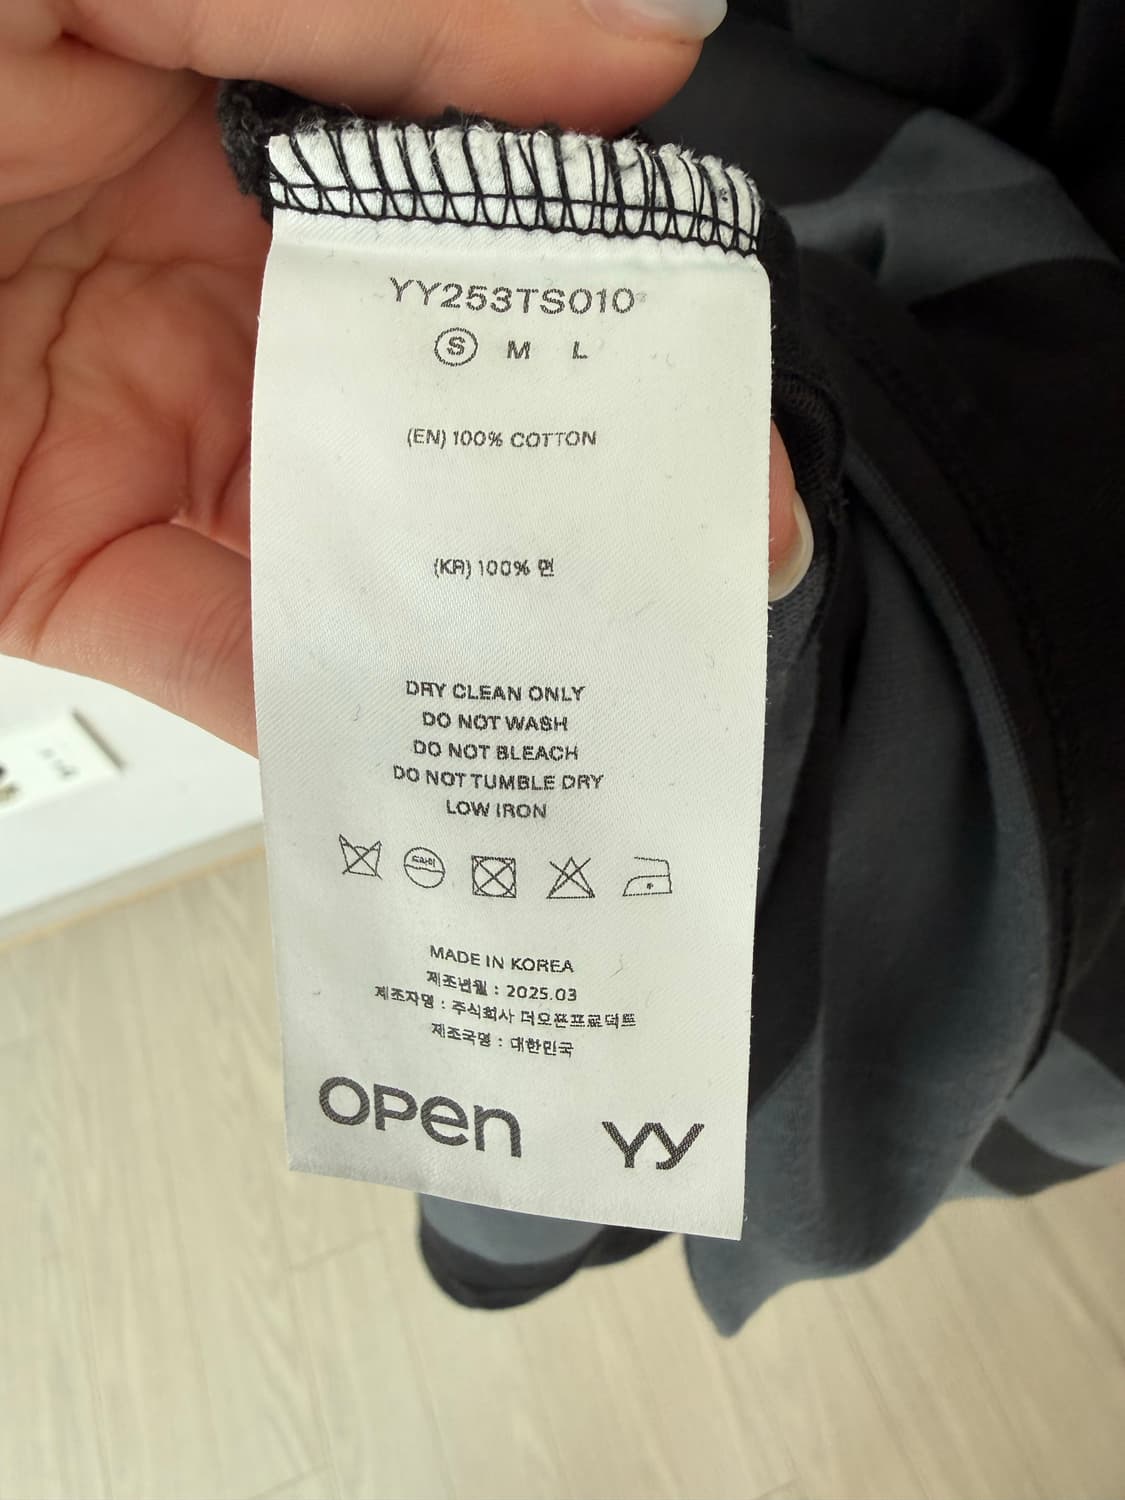 YY253TS010
S M L
(EN) 100% COTTON
(KR) 100% 면
DRY CLEAN ONLY
DO NOT WASH
DO NOT BLEACH
DO NOT TUMBLE DRY
LOW IRON
드라이
MADE IN KOREA
제조년월 : 2025.03
제조자명 : 주식회사 더오픈프로덕트
제조국명 : 대한민국
OPEN YY